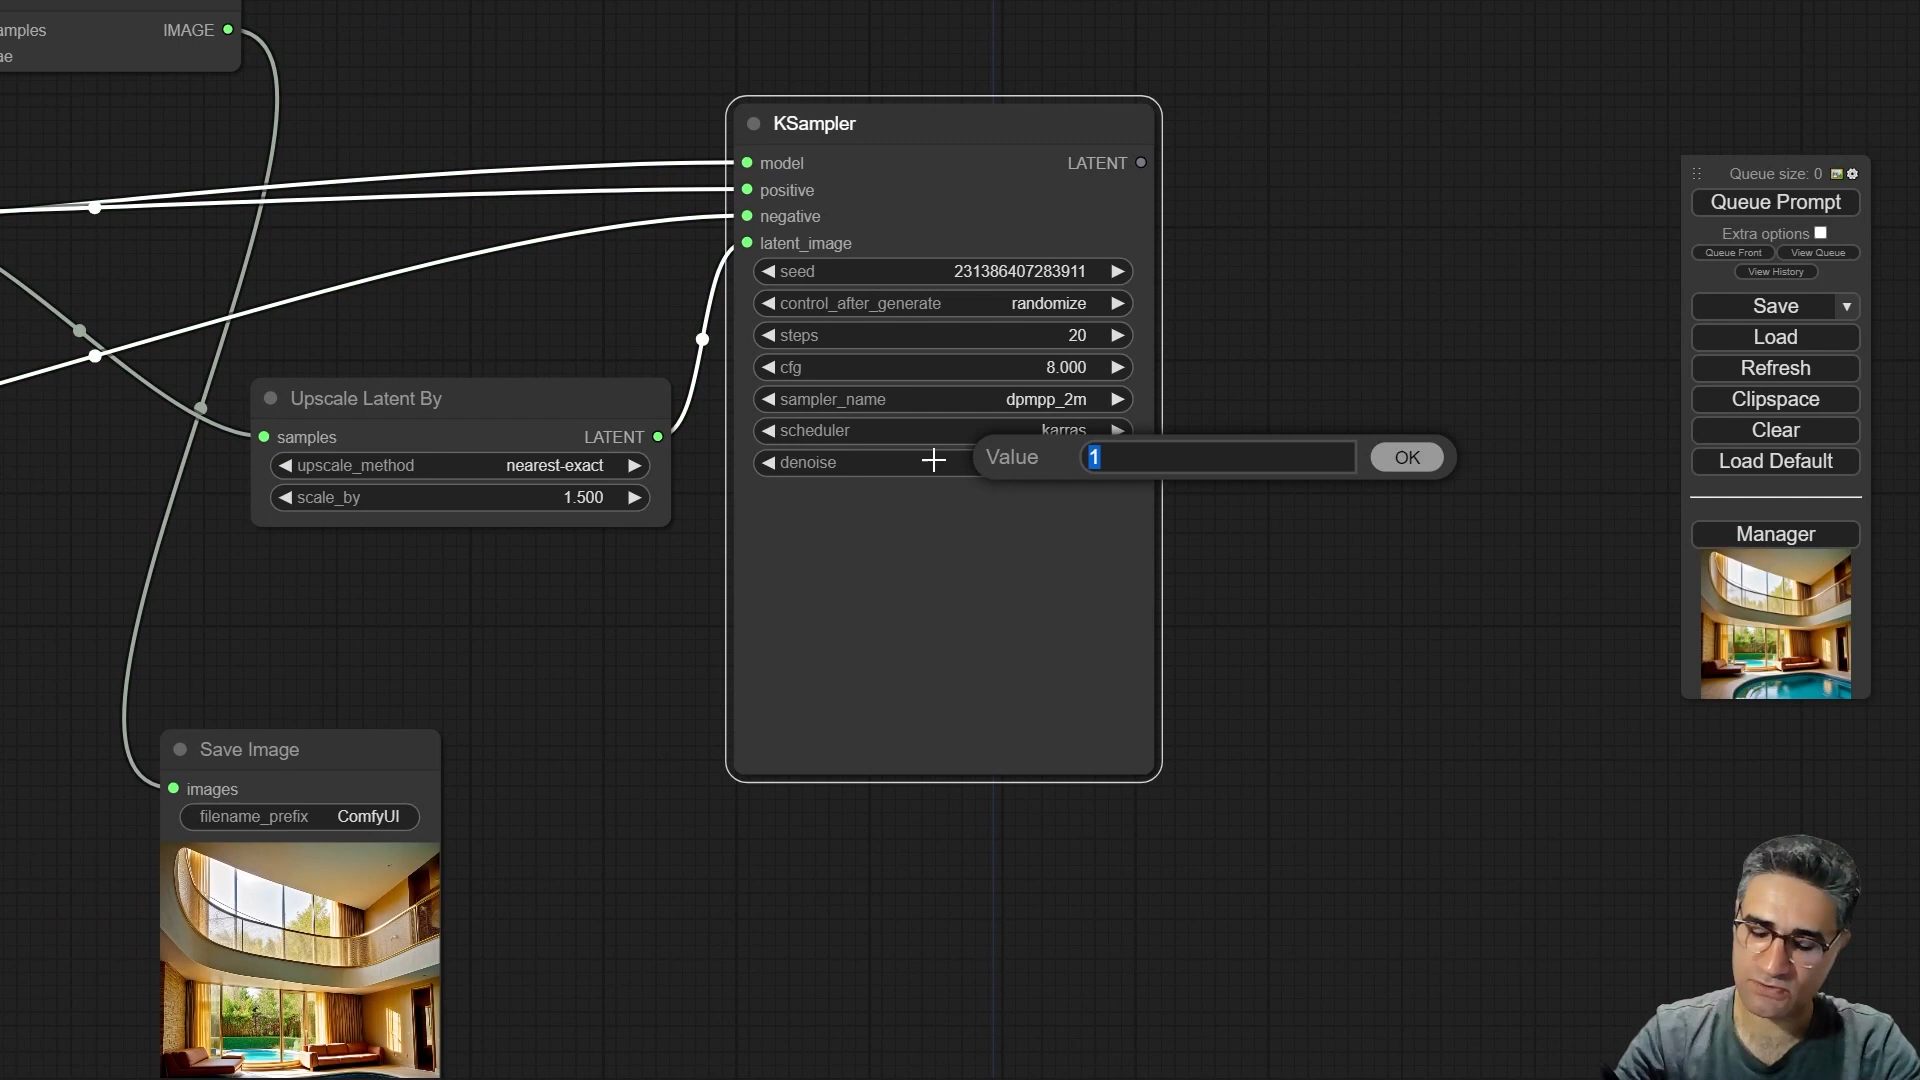 amples IMAGE
ae
KSampler
model LATENT
positive
negative
latent_image
seed 231386407283911
control_after_generate randomize
steps 20
cfg 8.000
sampler_name dpmpp_2m
scheduler karras
denoise
Value 1 OK
Upscale Latent By
samples LATENT
upscale_method nearest-exact
scale_by 1.500
Save Image
images
filename_prefix ComfyUI
Queue size: 0
Queue Prompt
Extra options
Queue Front View Queue
View History
Save
Load
Refresh
Clipspace
Clear
Load Default
Manager